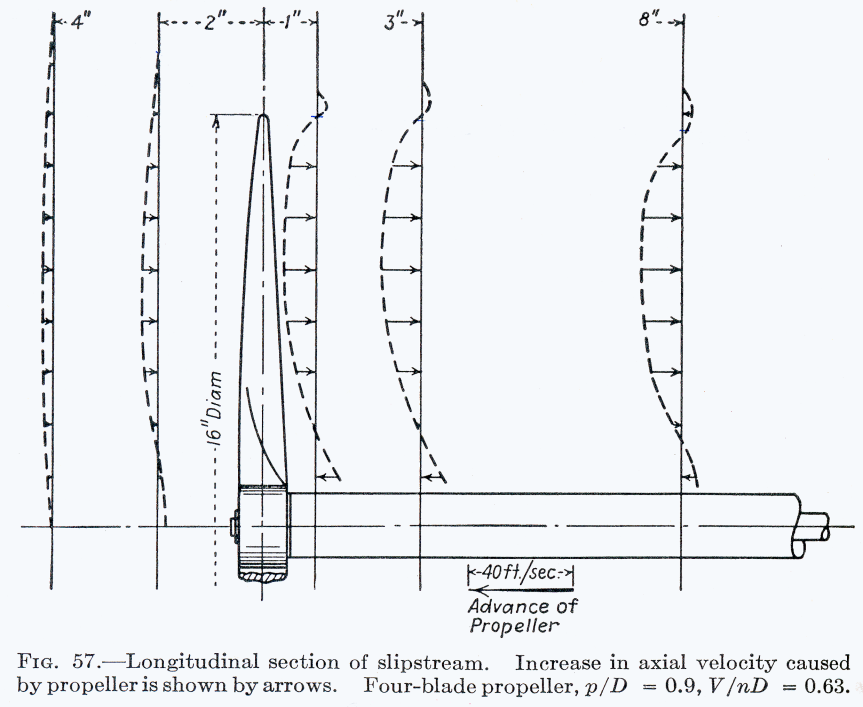 4" 2" 1" 3" 8"
16" Diam
40 ft./sec.
Advance of
Propeller
FIG. 57.—Longitudinal section of slipstream. Increase in axial velocity caused
by propeller is shown by arrows. Four-blade propeller, p/D = 0.9, V/nD = 0.63.